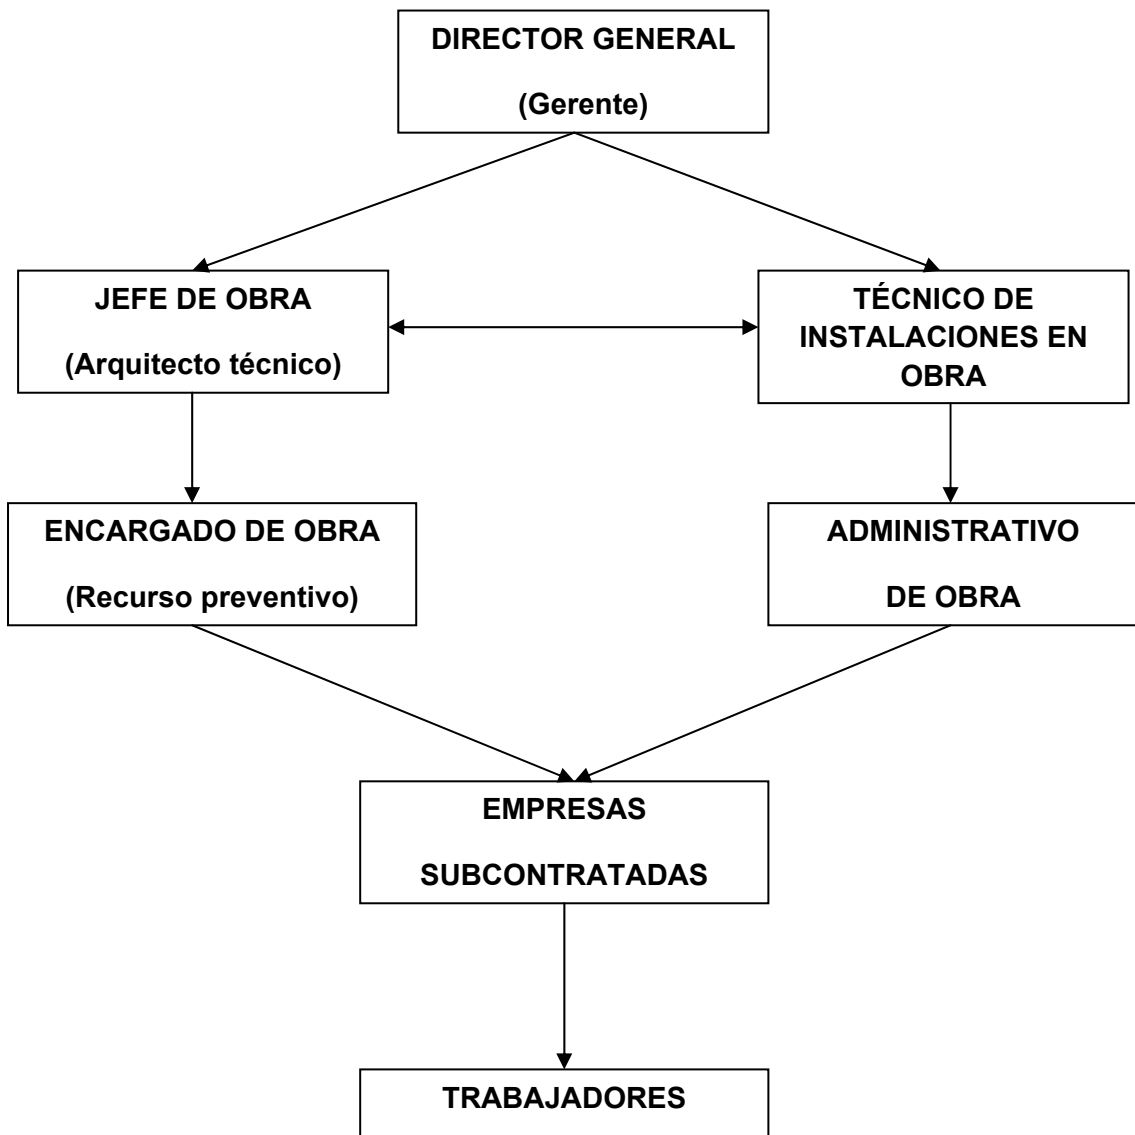 DIRECTOR GENERAL
(Gerente)
JEFE DE OBRA
(Arquitecto técnico)
TÉCNICO DE
INSTALACIONES EN
OBRA
ENCARGADO DE OBRA
(Recurso preventivo)
ADMINISTRATIVO
DE OBRA
EMPRESAS
SUBCONTRATADAS
TRABAJADORES